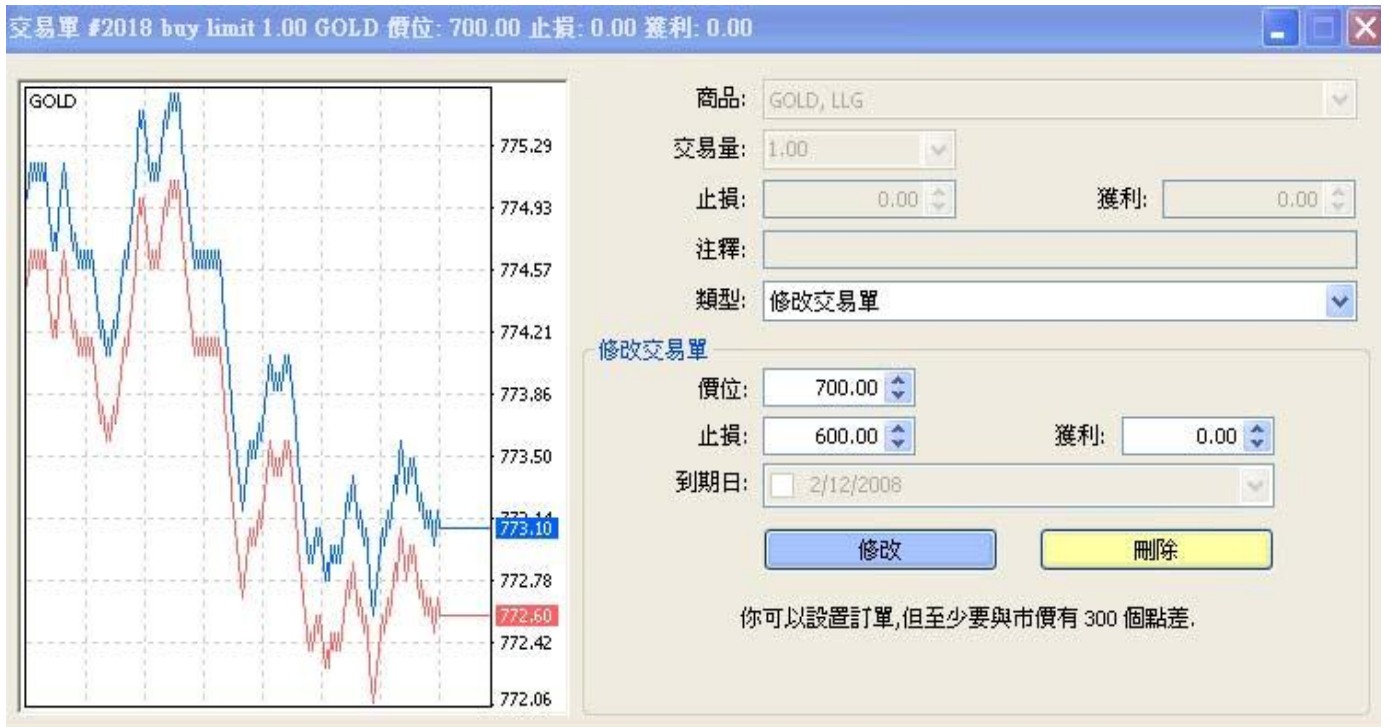 交易單 #2018 buy limit 1.00 GOLD 價位: 700.00 止損: 0.00 獲利: 0.00
GOLD
775.29
774.93
774.57
774.21
773.86
773.50
773.14
773.10
772.78
772.60
772.42
772.06
商品: GOLD, LLG
交易量: 1.00
止損: 0.00 獲利: 0.00
注釋:
類型: 修改交易單
修改交易單
價位: 700.00
止損: 600.00 獲利: 0.00
到期日: 2/12/2008
修改 刪除
你可以設置訂單,但至少要與市價有 300 個點差.